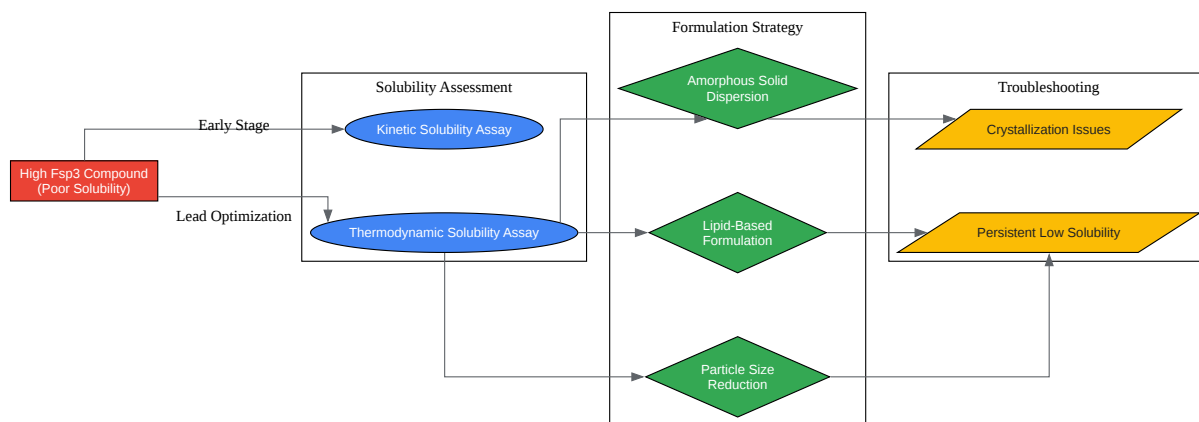 Formulation Strategy
Solubility Assessment
Troubleshooting
Amorphous Solid
Dispersion
Early Stage
Kinetic Solubility Assay
Crystallization Issues
High Fsp3 Compound
(Poor Solubility)
Lead Optimization
Thermodynamic Solubility Assay
Lipid-Based
Formulation
Persistent Low Solubility
Particle Size
Reduction